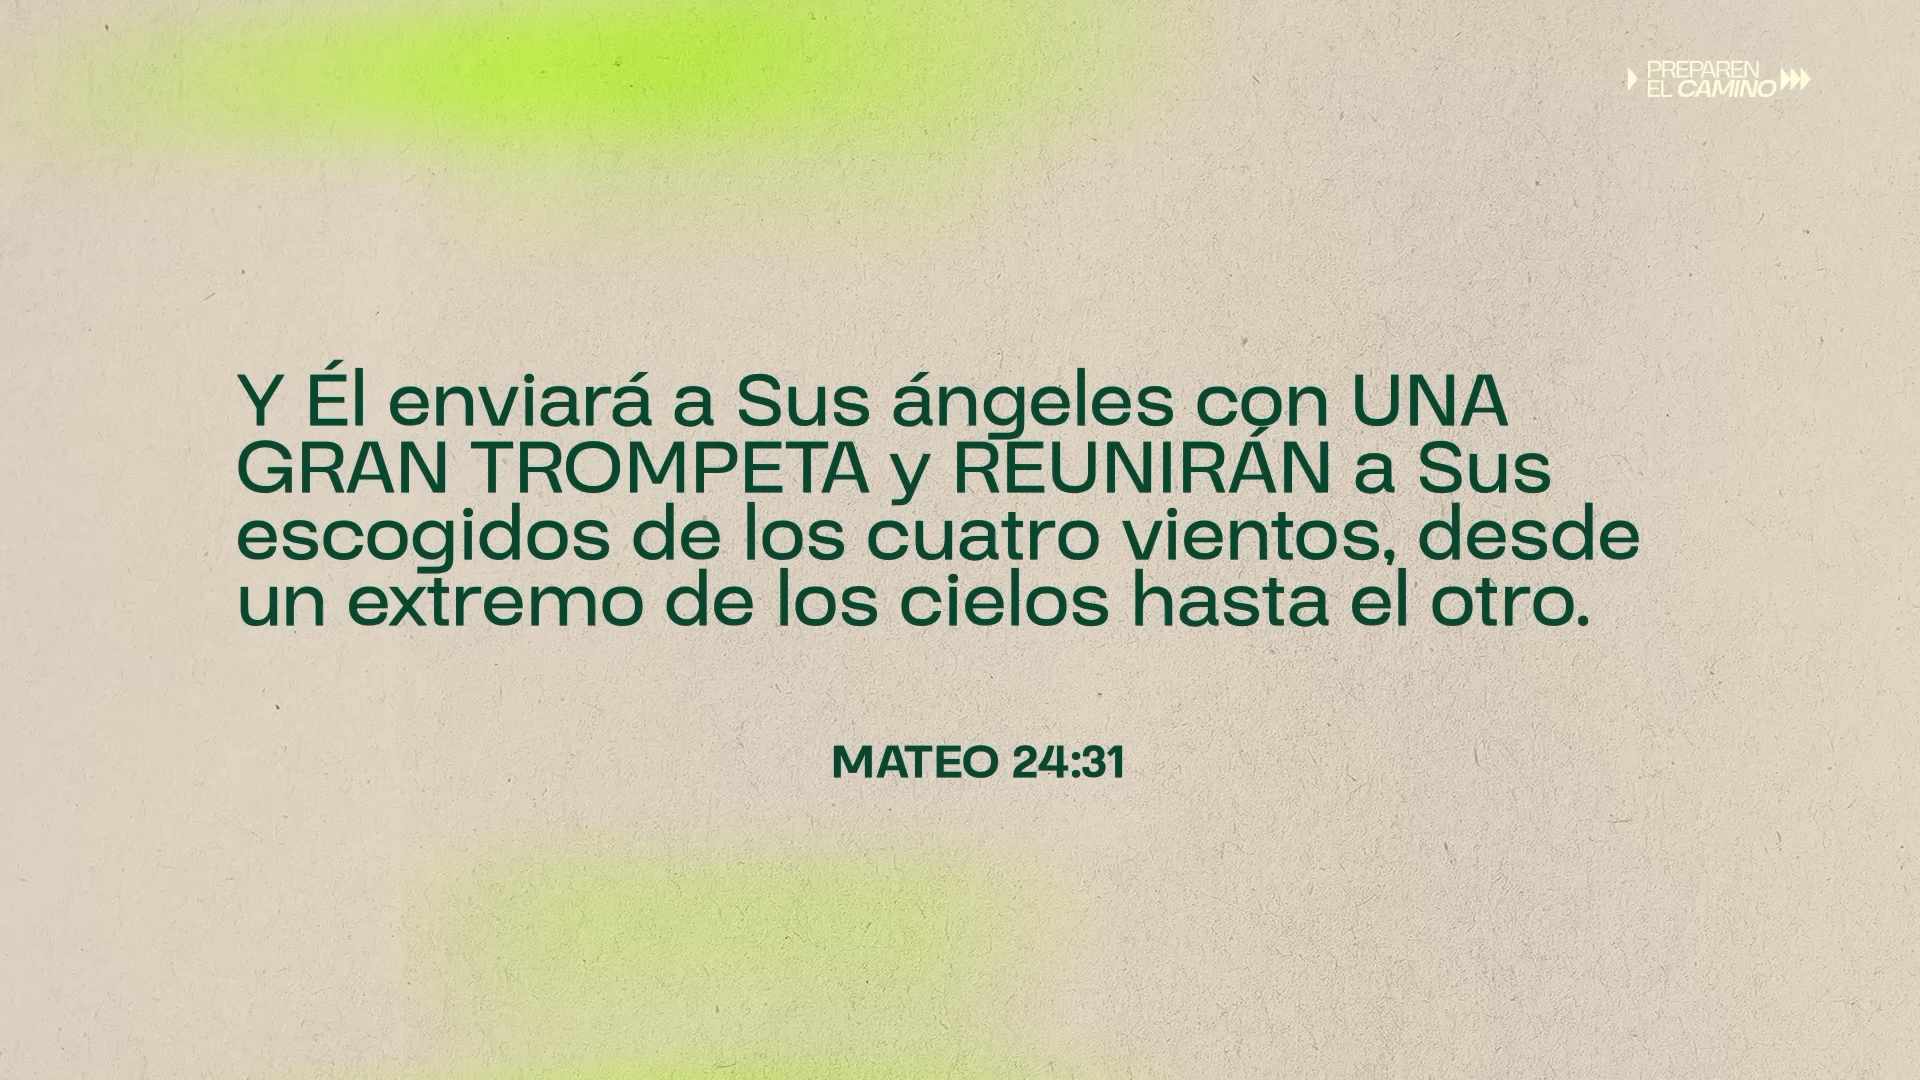 PREPAREN
EL CAMINO
Y Él enviará a Sus ángeles con UNA
GRAN TROMPETA y REUNIRÁN a Sus
escogidos de los cuatro vientos, desde
un extremo de los cielos hasta el otro.
MATEO 24:31